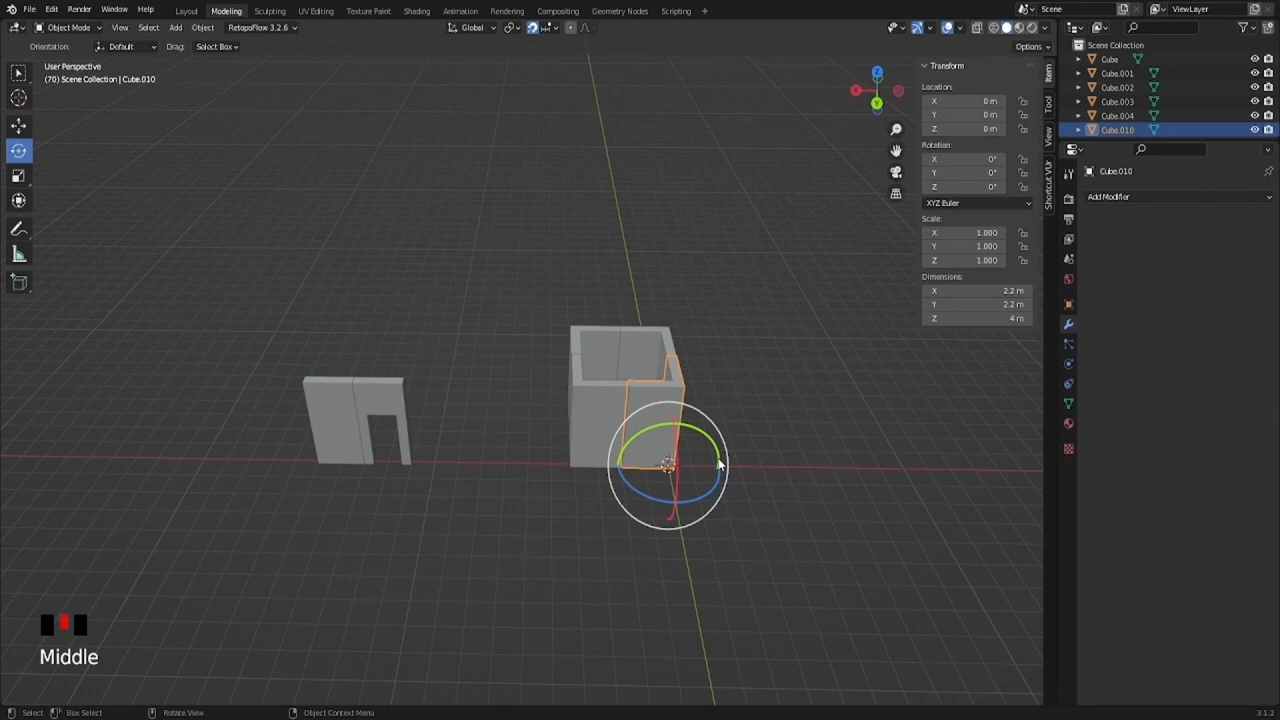 File Edit Render Window Help Layout Modeling Sculpting UV Editing Texture Paint Shading Animation Rendering Compositing Geometry Nodes Scripting + Scene ViewLayer
Object Mode View Select Add Object RetopoFlow 3.2.6 Global
Orientation: Default Drag: Select Box Options
User Perspective
(70) Scene Collection | Cube.010
Transform
Location:
X 0 m
Y 0 m
Z 0 m
Rotation:
X 0°
Y 0°
Z 0°
XYZ Euler
Scale:
X 1.000
Y 1.000
Z 1.000
Dimensions:
X 2.2 m
Y 2.2 m
Z 4 m
Item
Tool
View
Shortcut VUr
X
Y
Z
Scene Collection
Cube
Cube.001
Cube.002
Cube.003
Cube.004
Cube.010
Cube.010
Add Modifier
Middle
Select Box Select Rotate View Object Context Menu 3.1.2